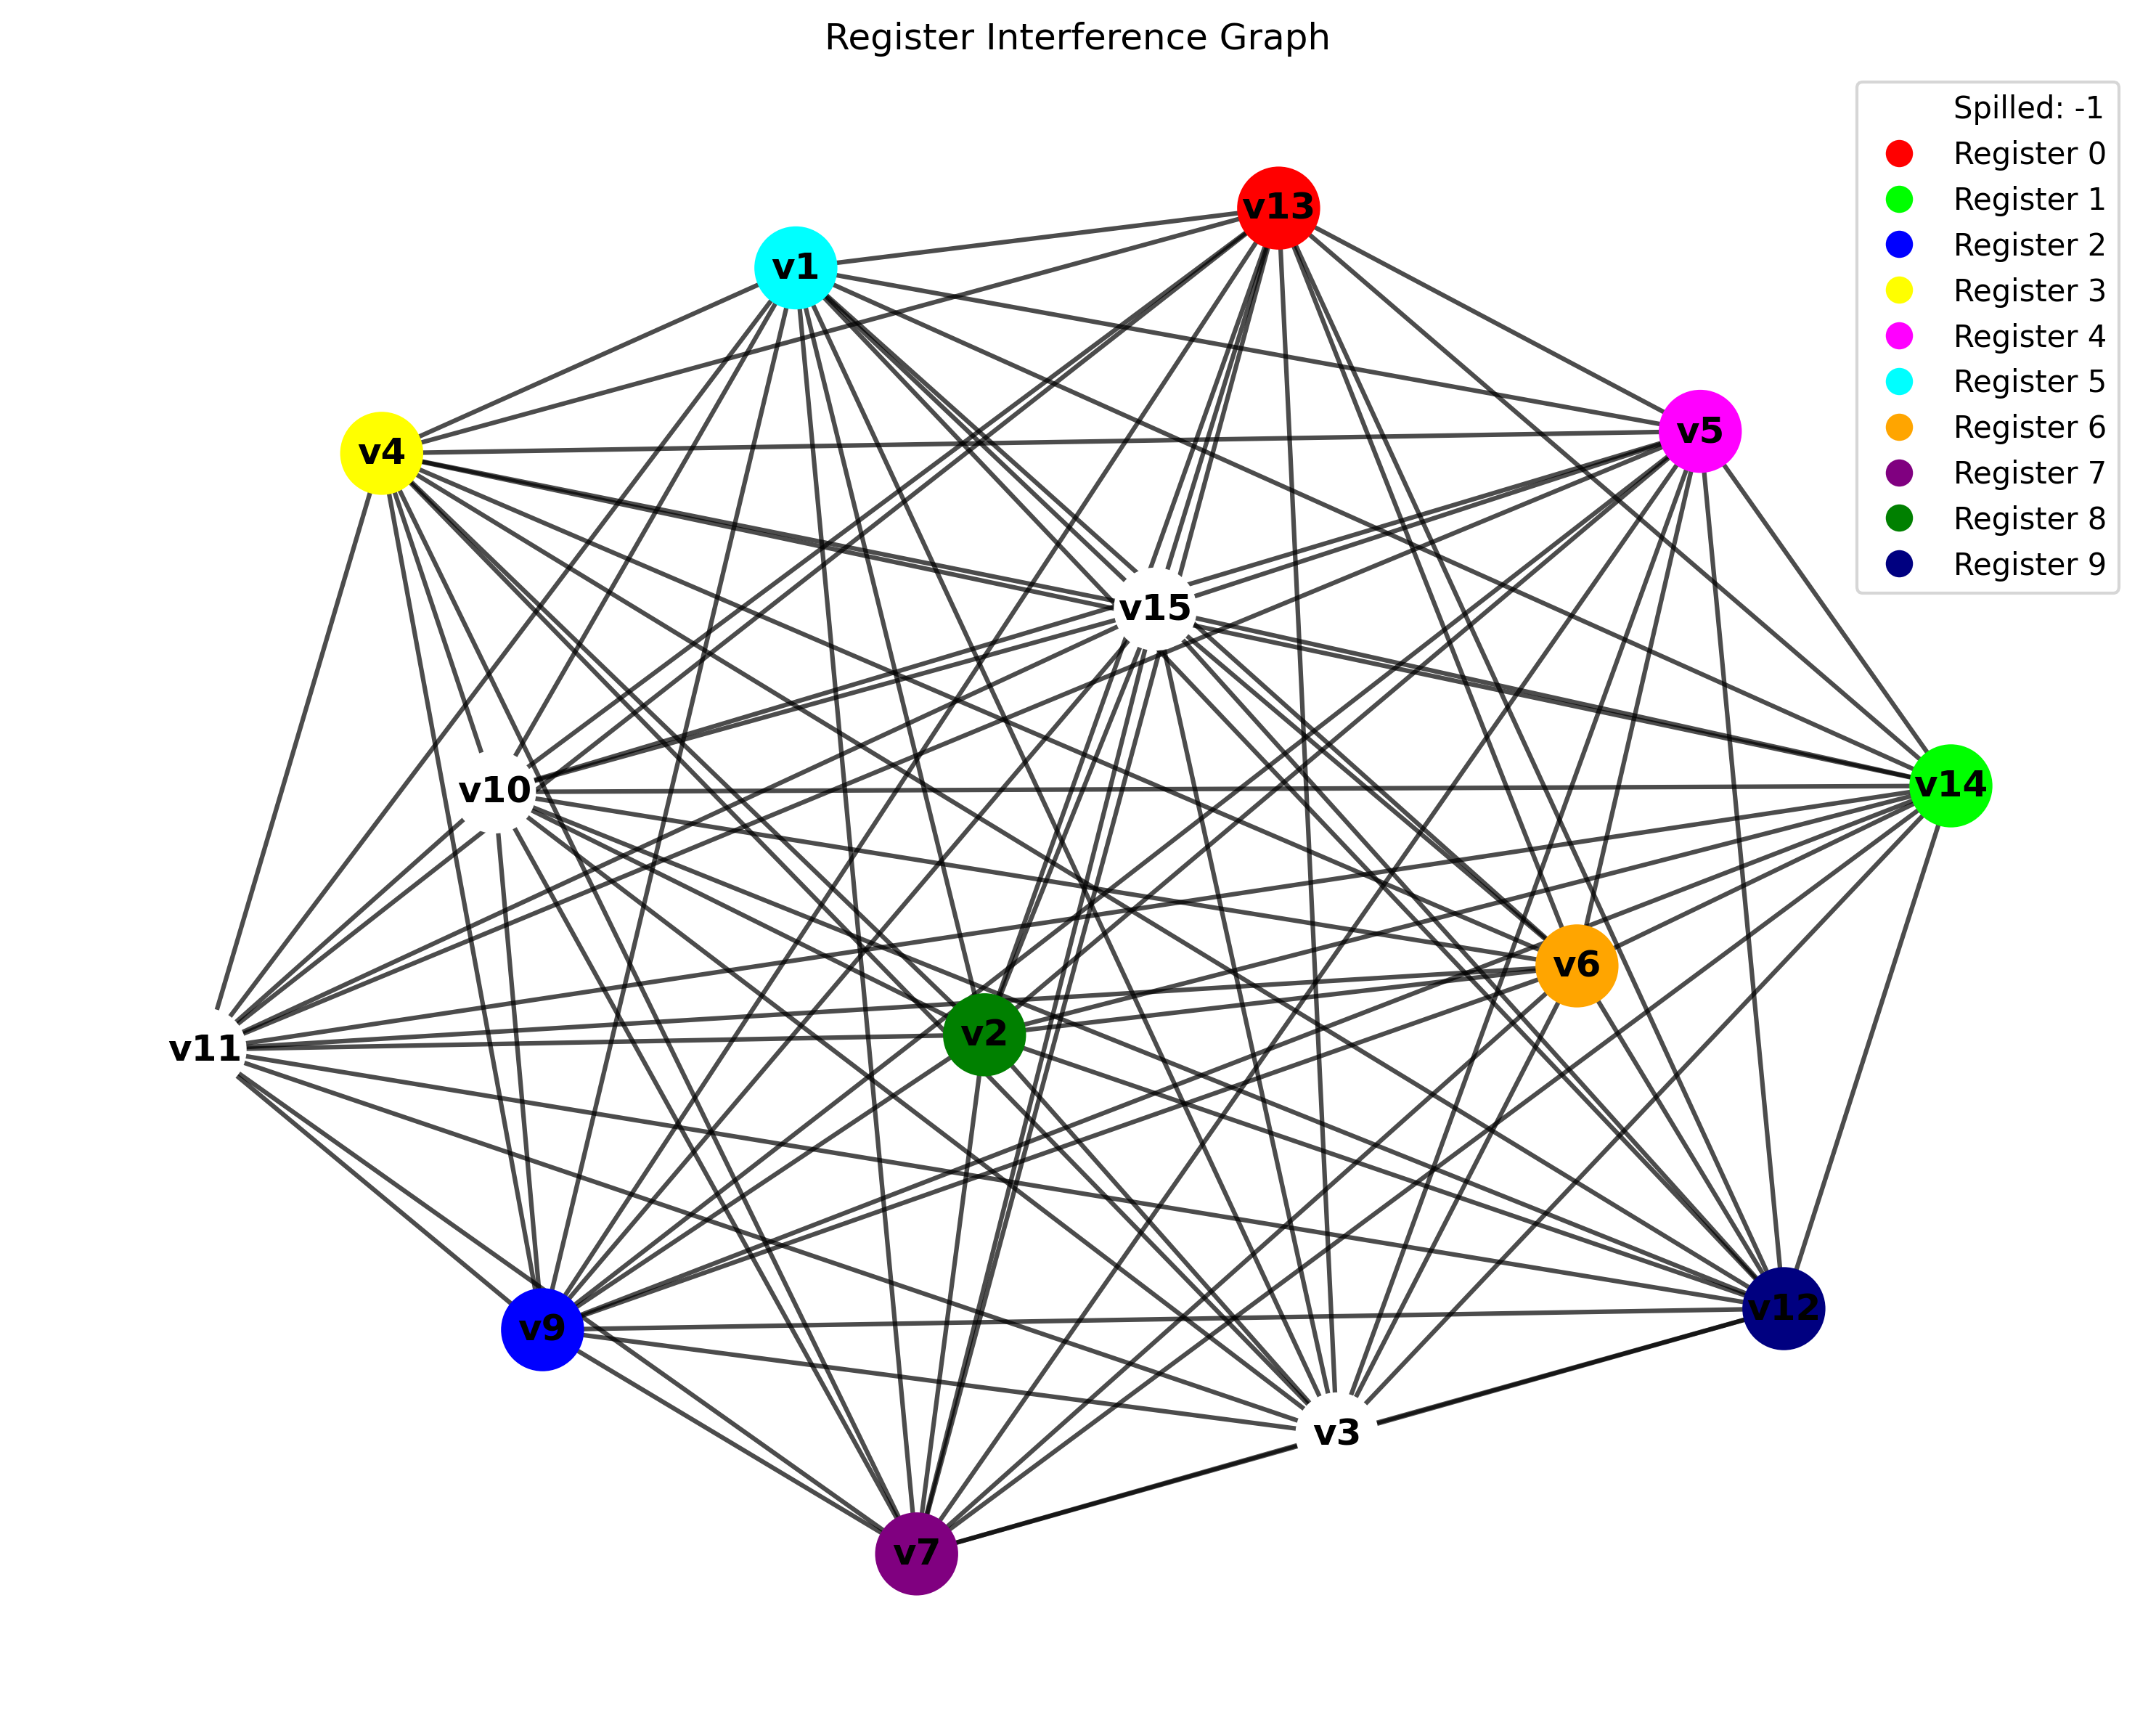 Register Interference Graph
Spilled: -1
Register 0
Register 1
Register 2
Register 3
Register 4
Register 5
Register 6
Register 7
Register 8
Register 9
v13
v1
v5
v4
v15
v14
v10
v6
v2
v11
v12
v9
v3
v7